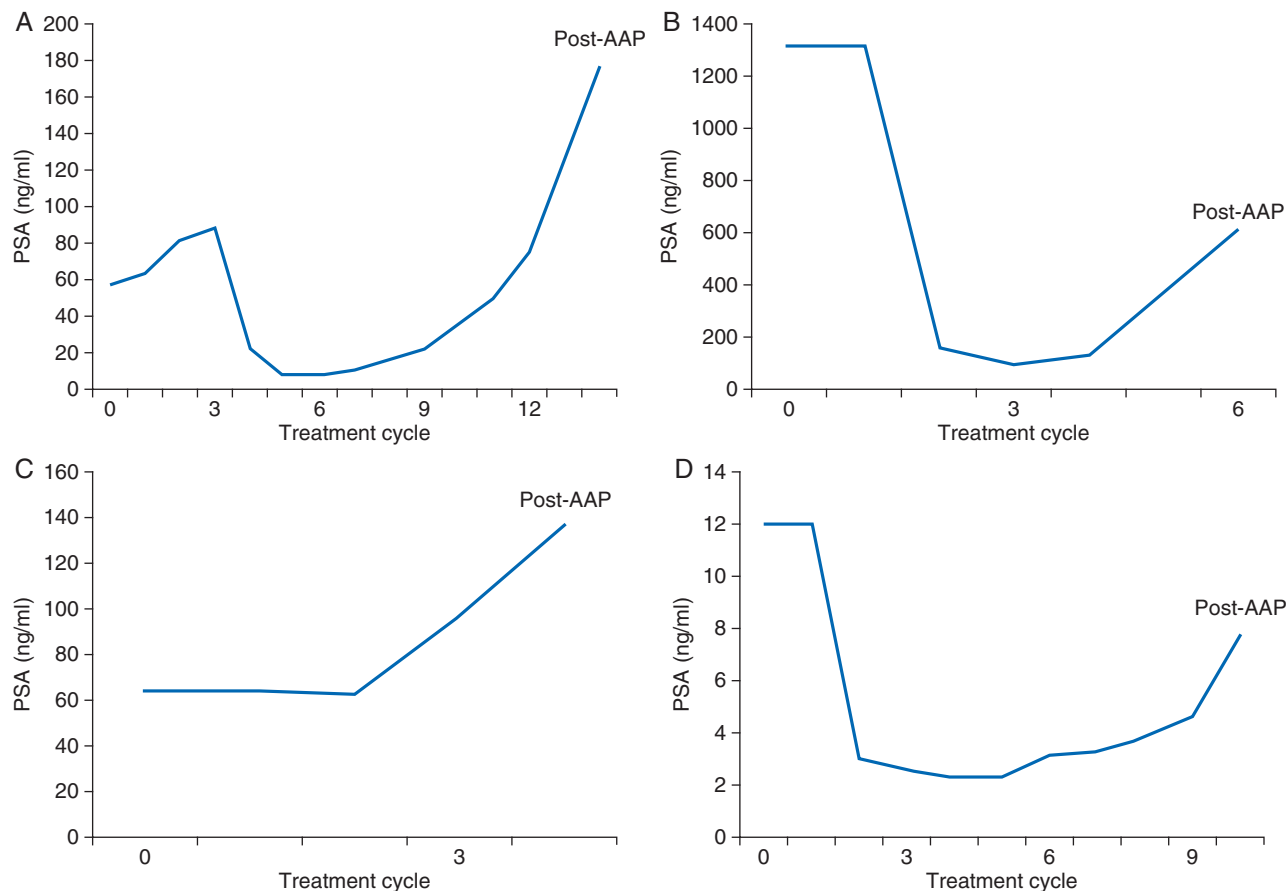 A
200
180
160
140
120
100
80
60
40
20
0
PSA (ng/ml)
Post-AAP
0 3 6 9 12
Treatment cycle
B
1400
1200
1000
800
600
400
200
0
PSA (ng/ml)
Post-AAP
0 3 6
Treatment cycle
C
160
140
120
100
80
60
40
20
0
PSA (ng/ml)
Post-AAP
0 3
Treatment cycle
D
14
12
10
8
6
4
2
0
PSA (ng/ml)
Post-AAP
0 3 6 9
Treatment cycle